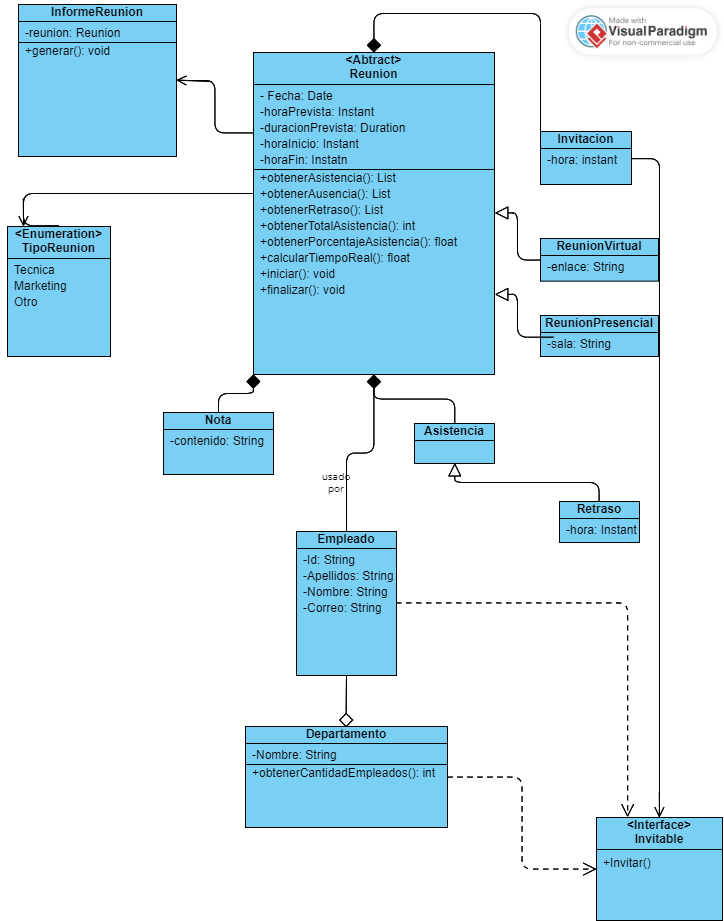 InformeReunion
-reunion: Reunion
+generar(): void
Made with
VisualParadigm
For non-commercial use
<Abtract>
Reunion
- Fecha: Date
-horaPrevista: Instant
-duracionPrevista: Duration
-horaInicio: Instant
-horaFin: Instatn
+obtenerAsistencia(): List
+obtenerAusencia(): List
+obtenerRetraso(): List
+obtenerTotalAsistencia(): int
+obtenerPorcentajeAsistencia(): float
+calcularTiempoReal(): float
+iniciar(): void
+finalizar(): void
Invitacion
-hora: instant
<Enumeration>
TipoReunion
Tecnica
Marketing
Otro
ReunionVirtual
-enlace: String
ReunionPresencial
-sala: String
Nota
-contenido: String
Asistencia
usado
por
Retraso
-hora: Instant
Empleado
-Id: String
-Apellidos: String
-Nombre: String
-Correo: String
Departamento
-Nombre: String
+obtenerCantidadEmpleados(): int
<Interface>
Invitable
+Invitar()